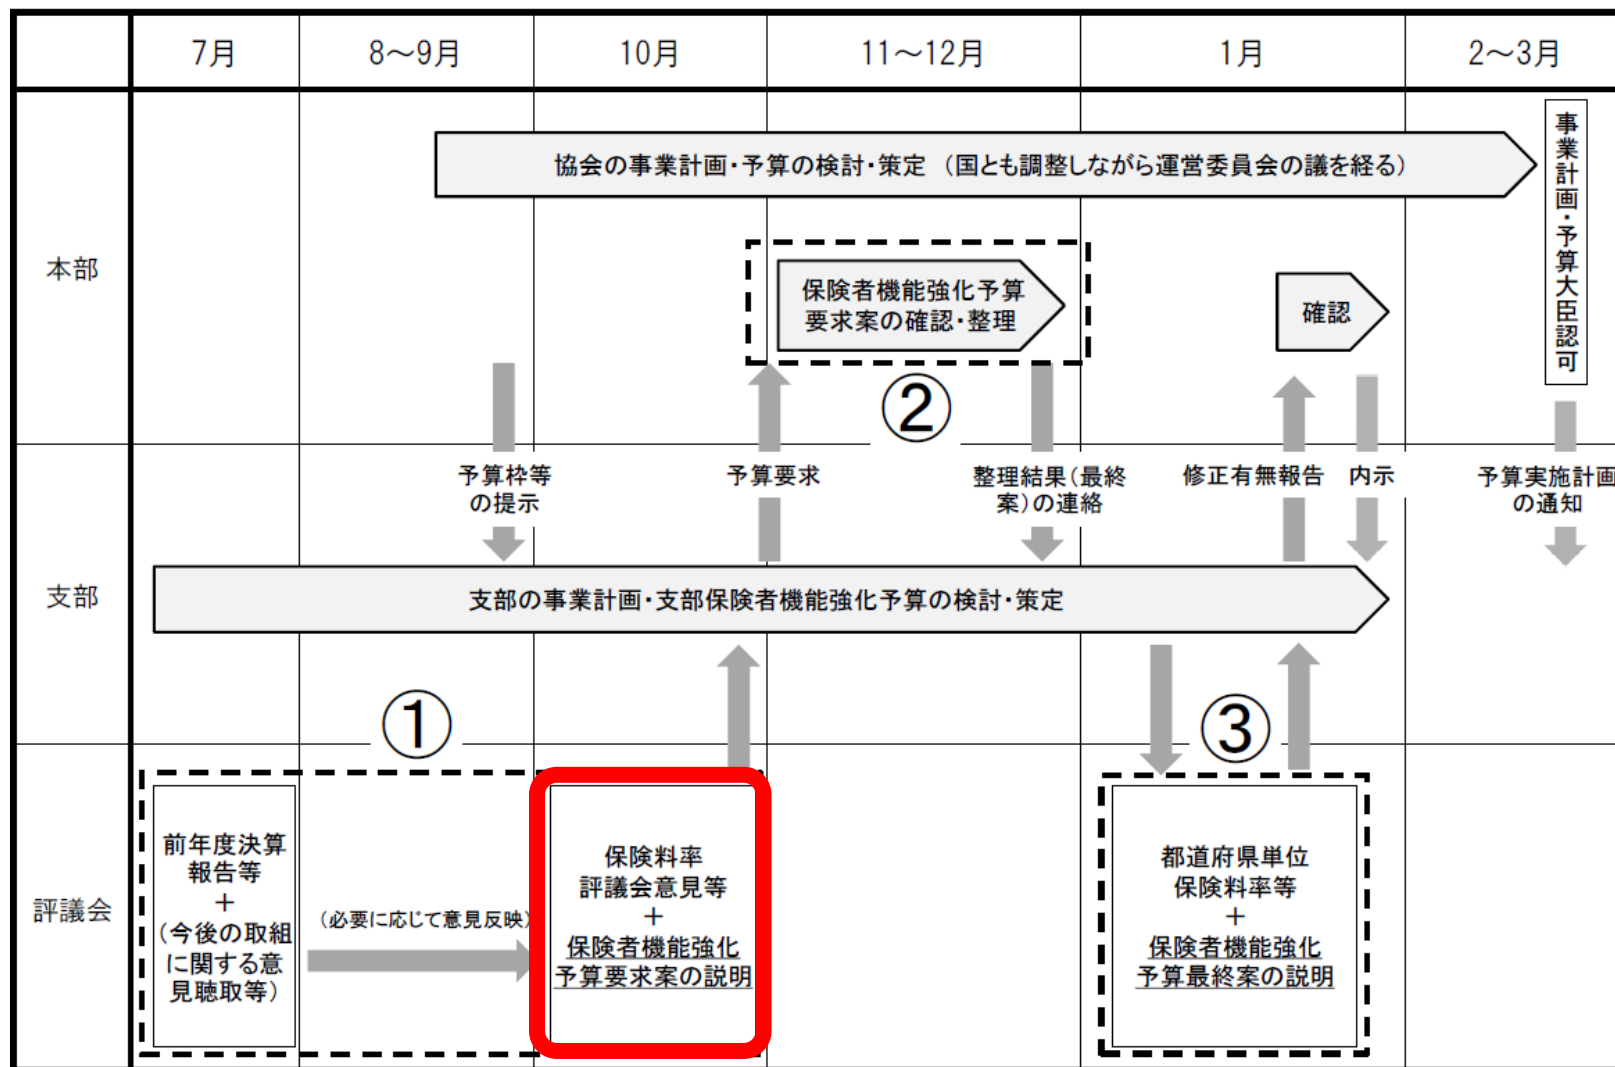 7月
8～9月
10月
11～12月
1月
2～3月
本部
協会の事業計画・予算の検討・策定 （国とも調整しながら運営委員会の議を経る）
事業計画・予算大臣認可
保険者機能強化予算
要求案の確認・整理
確認
②
予算枠等
の提示
予算要求
整理結果（最終
案）の連絡
修正有無報告
内示
予算実施計画
の通知
支部
支部の事業計画・支部保険者機能強化予算の検討・策定
①
③
評議会
前年度決算
報告等
＋
（今後の取組
に関する意
見聴取等）
（必要に応じて意見反映）
保険料率
評議会意見等
＋
保険者機能強化
予算要求案の説明
都道府県単位
保険料率等
＋
保険者機能強化
予算最終案の説明